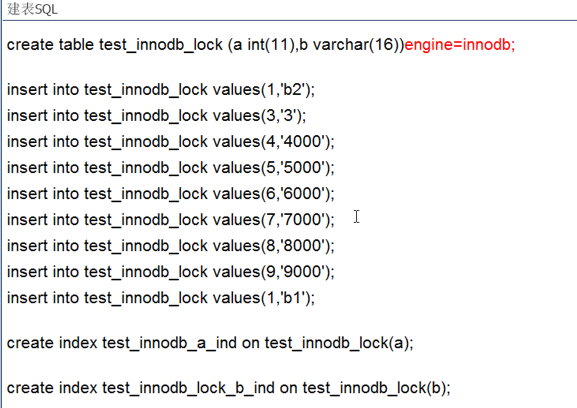 建表SQL
create table test_innodb_lock (a int(11),b varchar(16))engine=innodb;
insert into test_innodb_lock values(1,'b2');
insert into test_innodb_lock values(3,'3');
insert into test_innodb_lock values(4,'4000');
insert into test_innodb_lock values(5,'5000');
insert into test_innodb_lock values(6,'6000');
insert into test_innodb_lock values(7,'7000');
insert into test_innodb_lock values(8,'8000');
insert into test_innodb_lock values(9,'9000');
insert into test_innodb_lock values(1,'b1');
create index test_innodb_a_ind on test_innodb_lock(a);
create index test_innodb_lock_b_ind on test_innodb_lock(b);